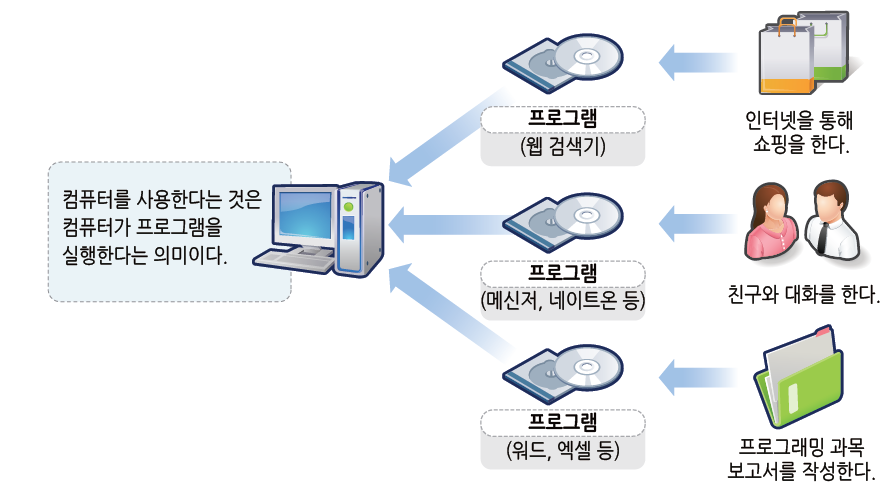 프로그램
(웹 검색기)
인터넷을 통해
쇼핑을 한다.
컴퓨터를 사용한다는 것은
컴퓨터가 프로그램을
실행한다는 의미이다.
프로그램
(메신저, 네이트온 등)
친구와 대화를 한다.
프로그램
(워드, 엑셀 등)
프로그래밍 과목
보고서를 작성한다.